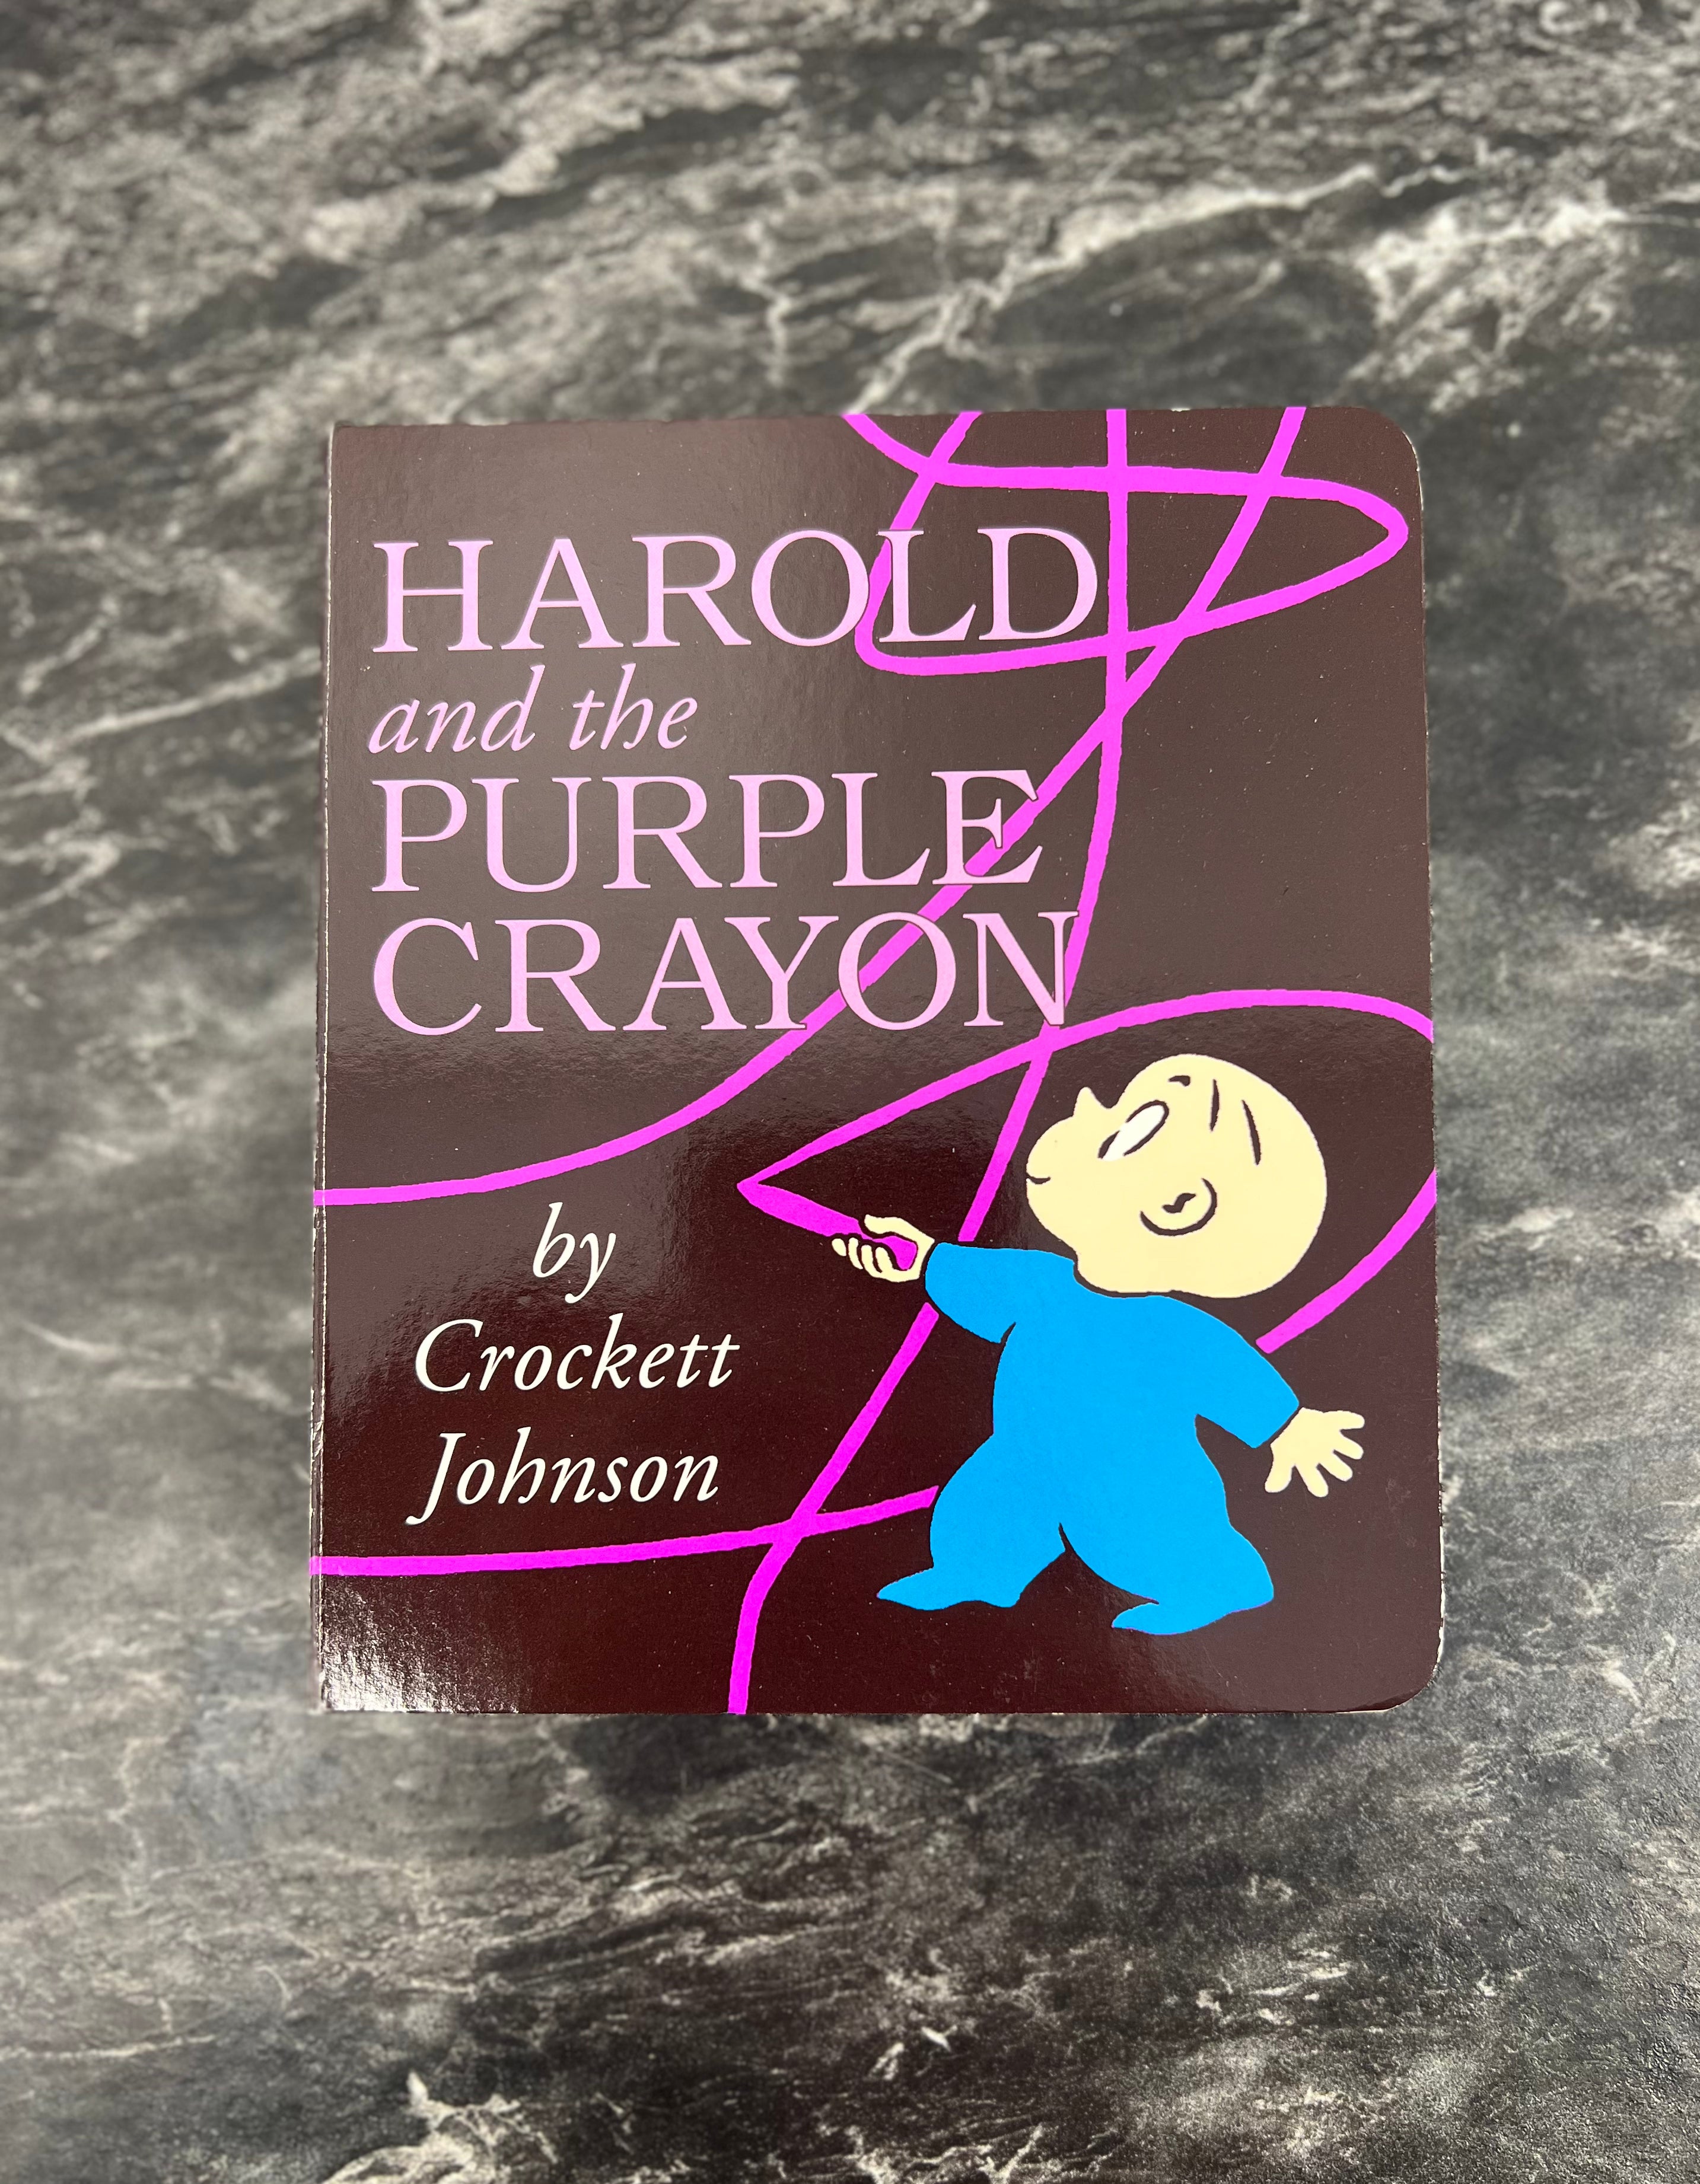 HAROLD
and the
PURPLE
CRAYON
by
Crockett
Johnson